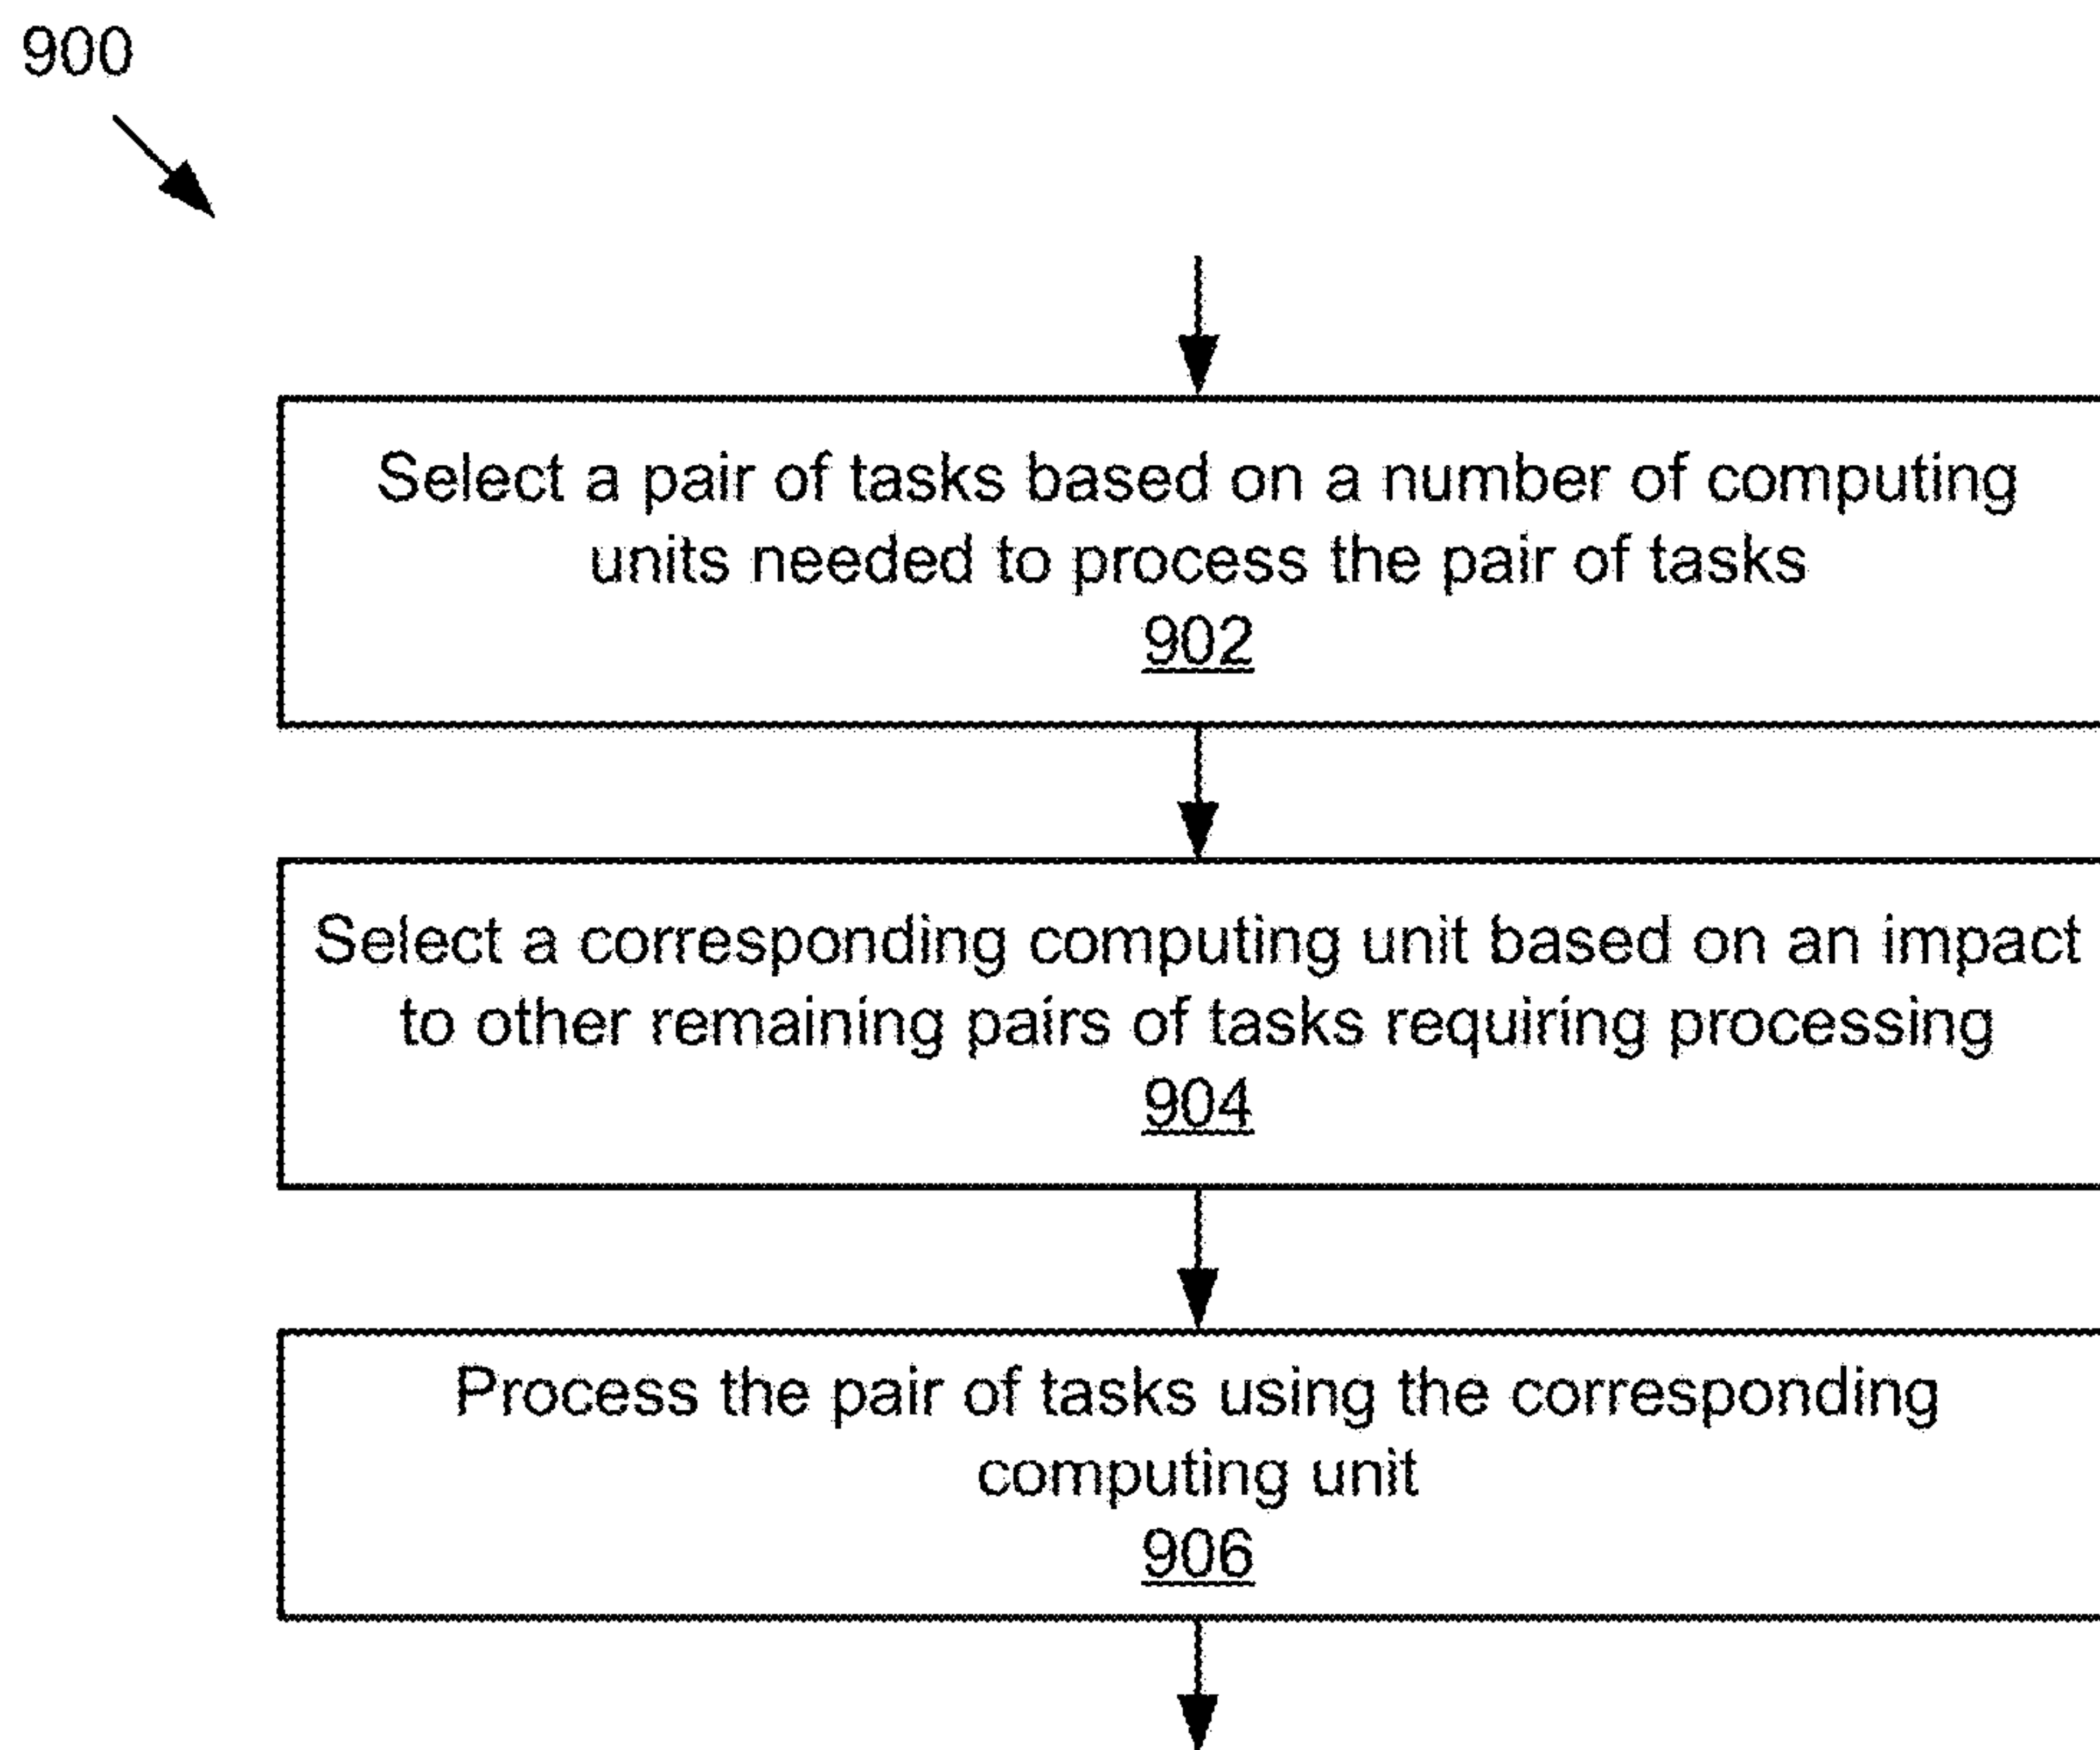 900
Select a pair of tasks based on a number of computing
units needed to process the pair of tasks
902
Select a corresponding computing unit based on an impact
to other remaining pairs of tasks requiring processing
904
Process the pair of tasks using the corresponding
computing unit
906